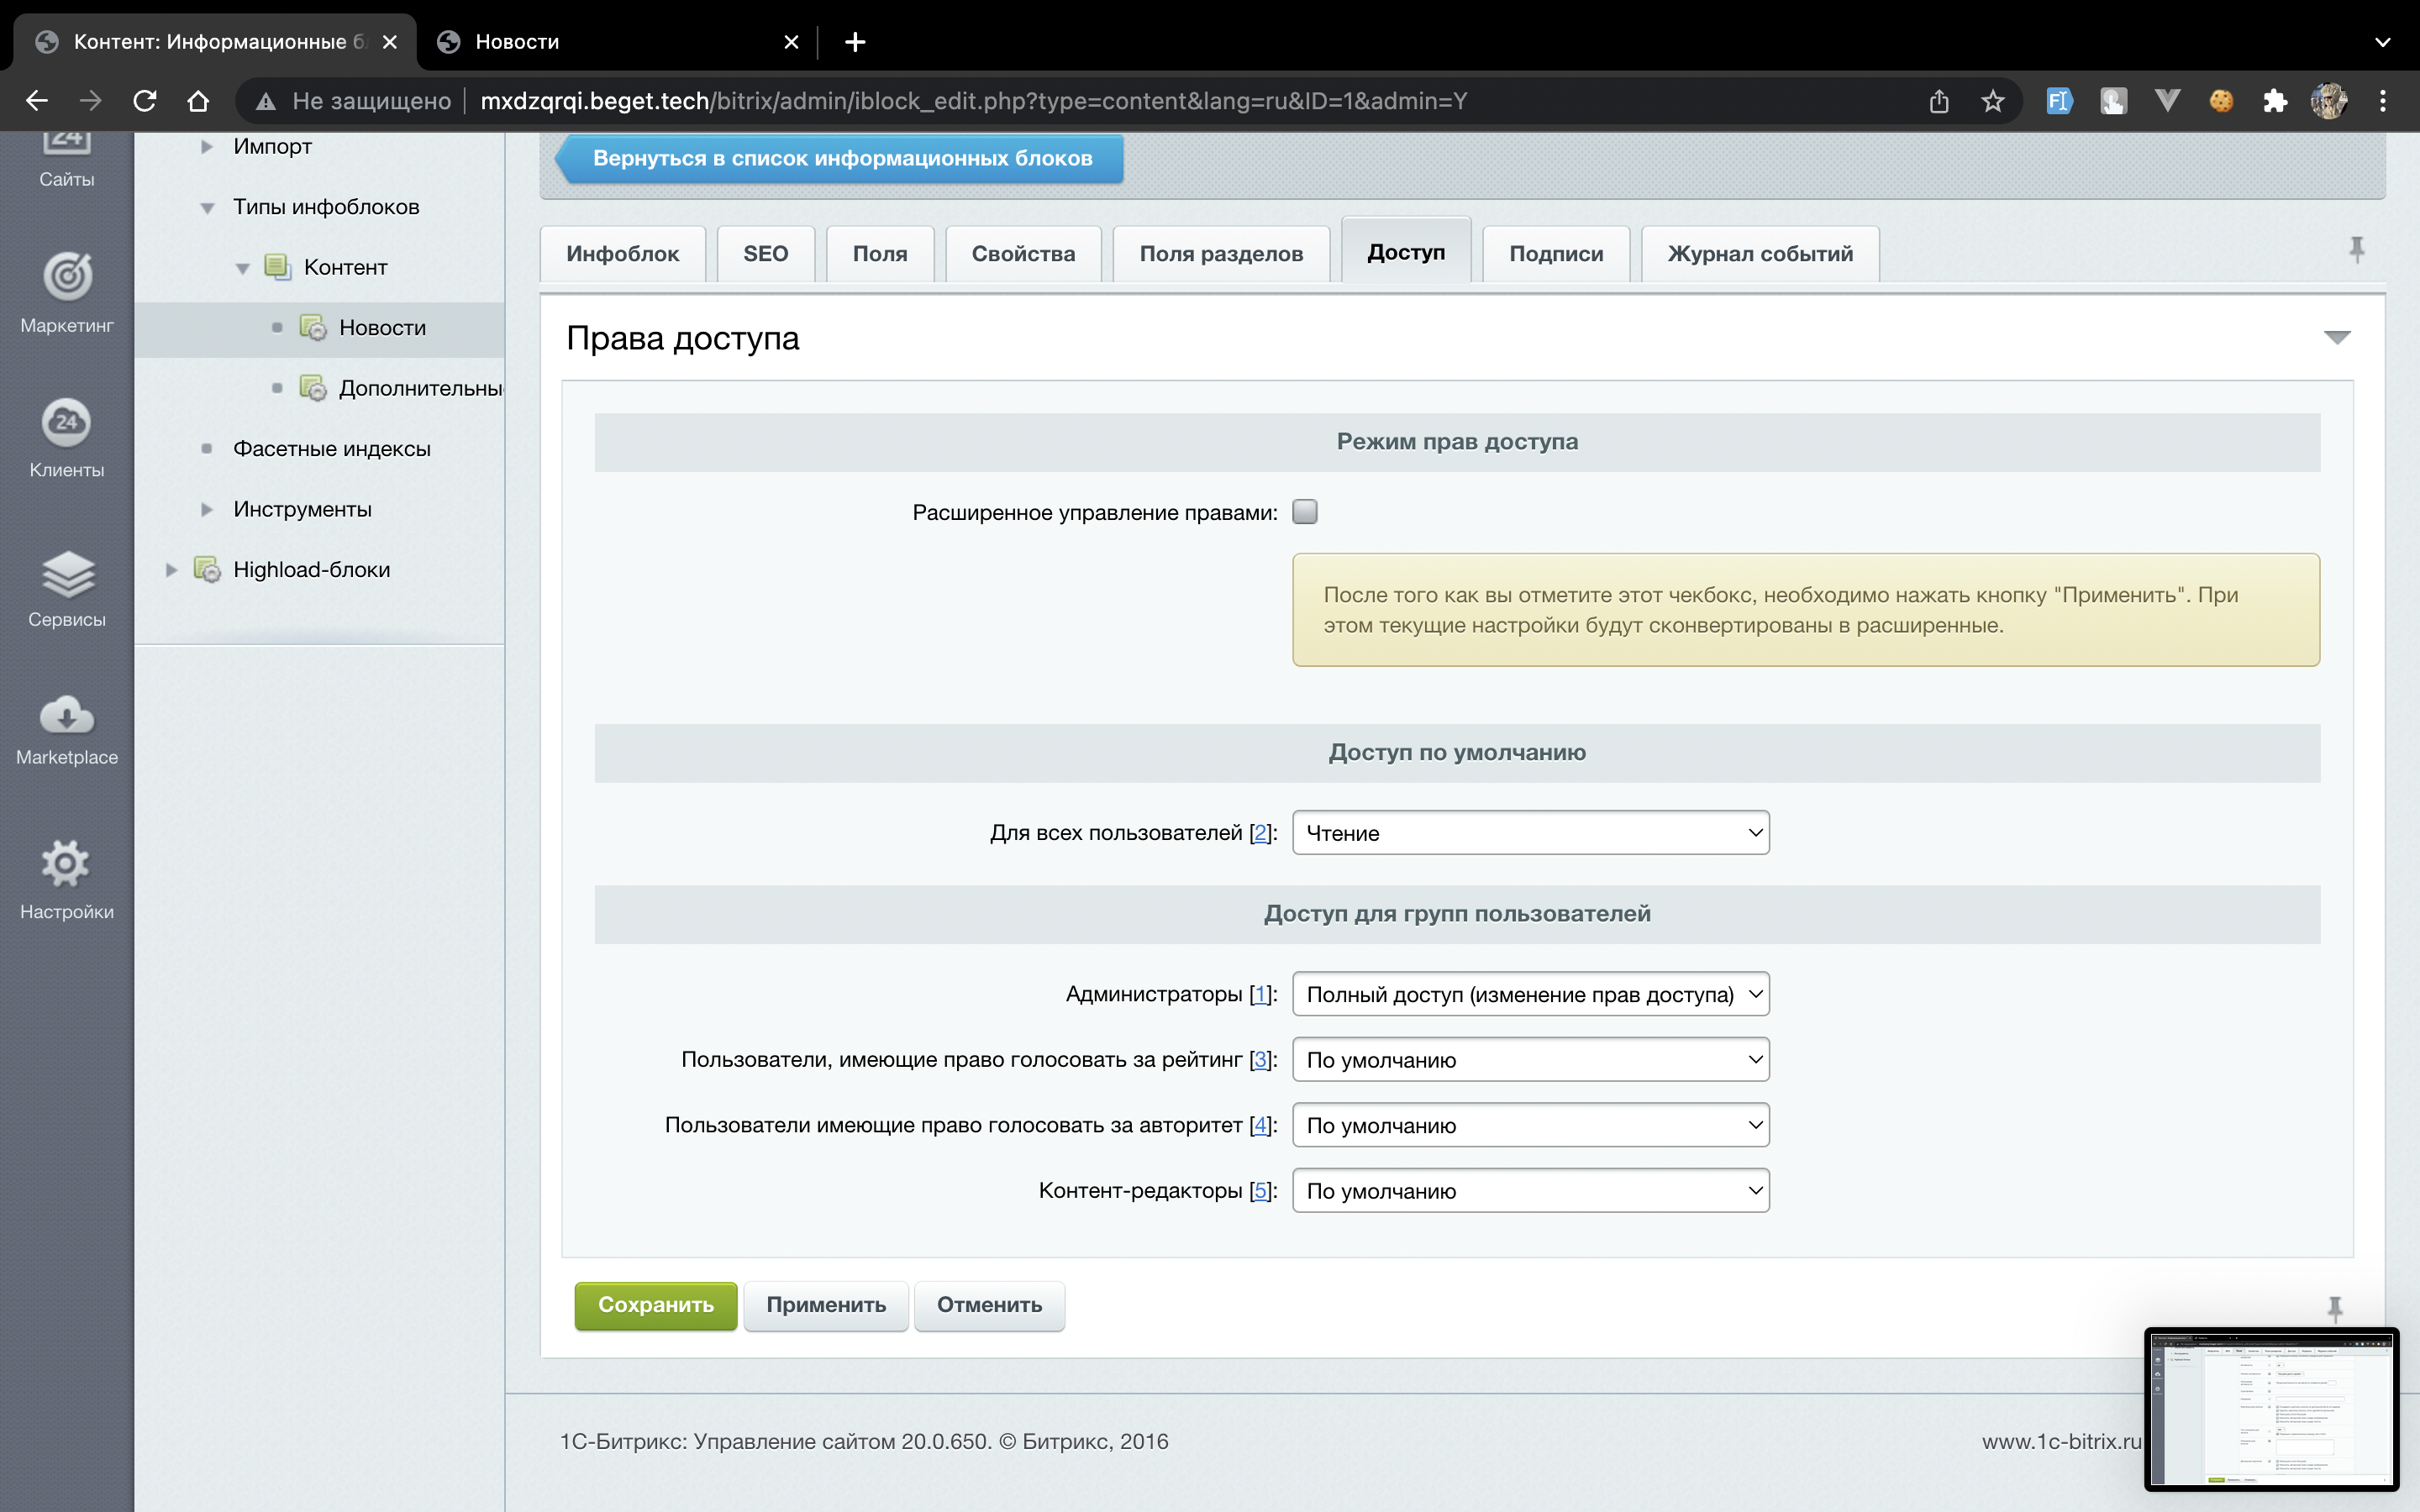 Контент: Информационные б
Новости
Не защищено
mxdzqrqi.beget.tech/bitrix/admin/iblock_edit.php?type=content&lang=ru&ID=1&admin=Y
24
Сайты
Маркетинг
24
Клиенты
Сервисы
Marketplace
Настройки
Импорт
Типы инфоблоков
Контент
Новости
Дополнительны
Фасетные индексы
Инструменты
Highload-блоки
Вернуться в список информационных блоков
Инфоблок
SEO
Поля
Свойства
Поля разделов
Доступ
Подписи
Журнал событий
Права доступа
Режим прав доступа
Расширенное управление правами:
После того как вы отметите этот чекбокс, необходимо нажать кнопку "Применить". При
этом текущие настройки будут сконвертированы в расширенные.
Доступ по умолчанию
Для всех пользователей [2]: Чтение
Доступ для групп пользователей
Администраторы [1]: Полный доступ (изменение прав доступа)
Пользователи, имеющие право голосовать за рейтинг [3]: По умолчанию
Пользователи имеющие право голосовать за авторитет [4]: По умолчанию
Контент-редакторы [5]: По умолчанию
Сохранить
Применить
Отменить
1С-Битрикс: Управление сайтом 20.0.650. © Битрикс, 2016
www.1c-bitrix.ru